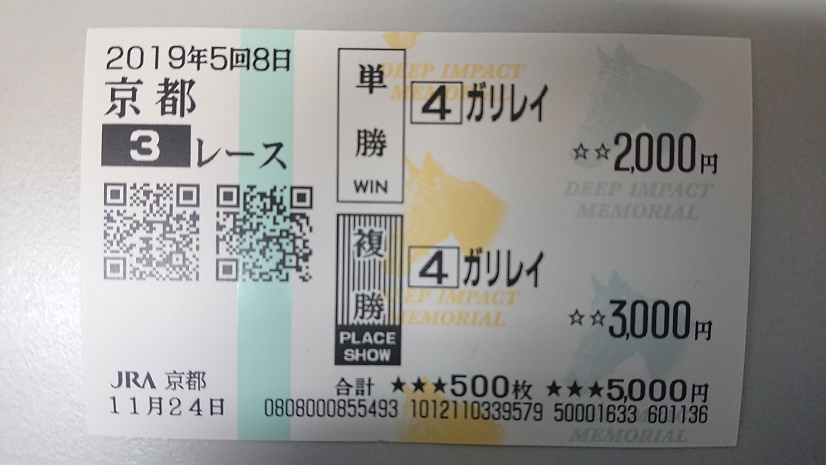 2019年5回8日
京都
3レース
単勝
WIN
4 ガリレイ
☆☆2,000円
DEEP IMPACT
MEMORIAL
DEEP IMPACT
MEMORIAL
複勝
PLACE
SHOW
4 ガリレイ
☆☆3,000円
DEEP IMPACT
MEMORIAL
合計 ★★★500枚 ★★★5,000円
JRA 京都
11月24日
0808000855493 1012110339579 50001633 601136
MEMORIAL